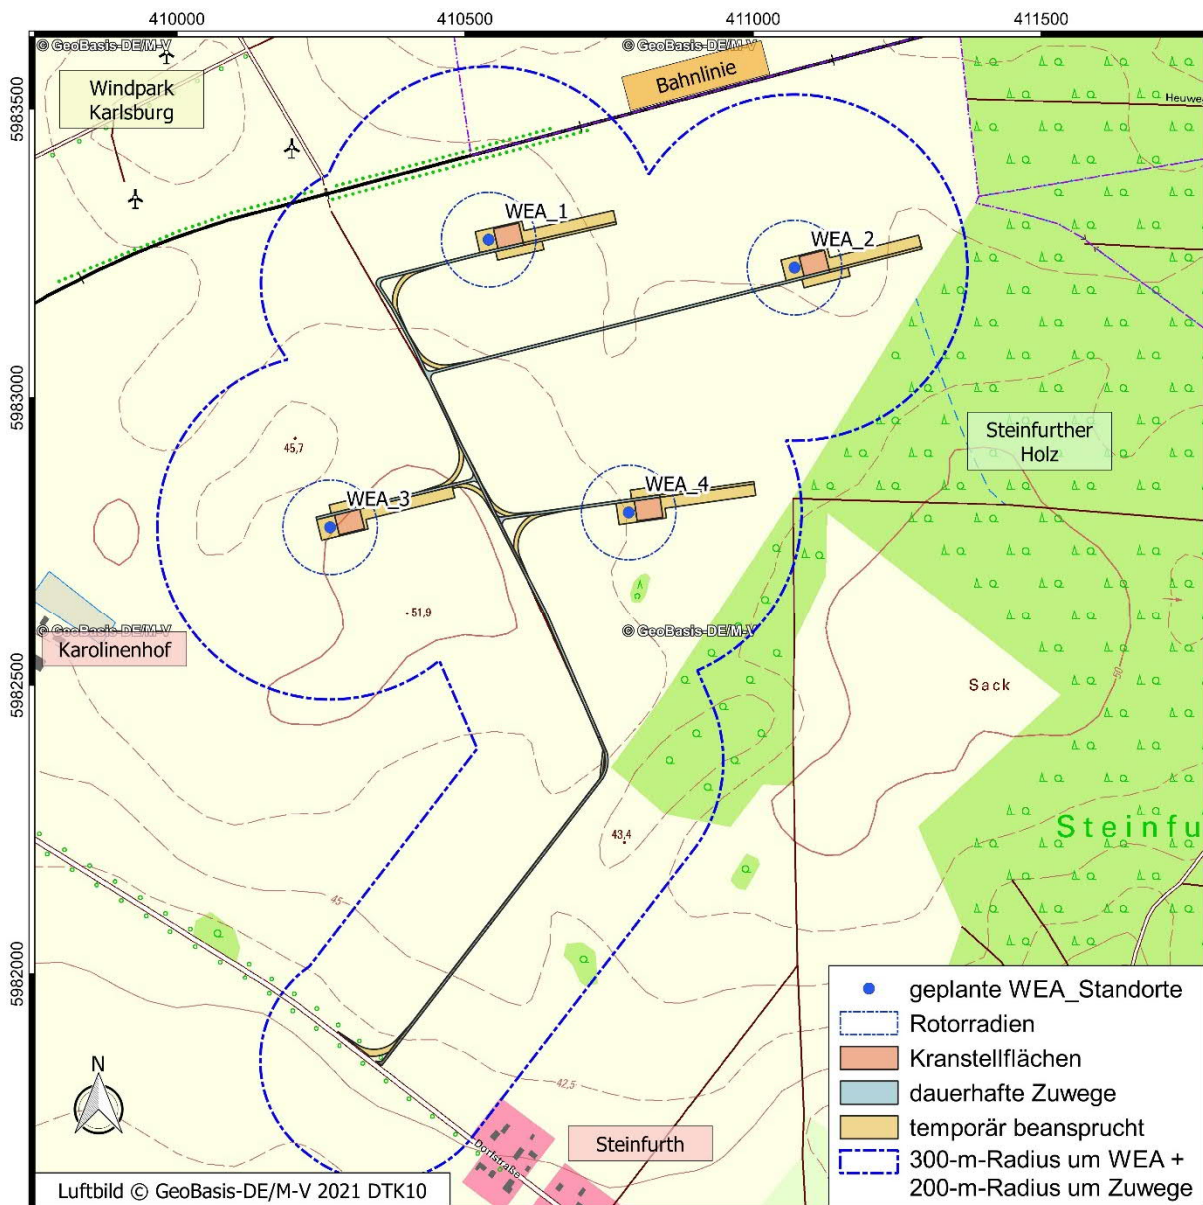 410000
410500
411000
411500
© GeoBasis-DE/M-V
© GeoBasis-DE/M-V
Windpark
Karlsburg
Bahnlinie
5983500
WEA_1
WEA_2
5983000
45,7
Steinfurther
Holz
WEA_3
WEA_4
51,9
© GeoBasis-DE/M-V
© GeoBasis-DE/M-V
Karolinenhof
5982500
Sack
50
43,4
Steinfu
45
5982000
42,5
Dorfstraße
Steinfurth
N
Luftbild © GeoBasis-DE/M-V 2021 DTK10
geplante WEA_Standorte
Rotorradien
Kranstellflächen
dauerhafte Zuwege
temporär beansprucht
300-m-Radius um WEA +
200-m-Radius um Zuwege